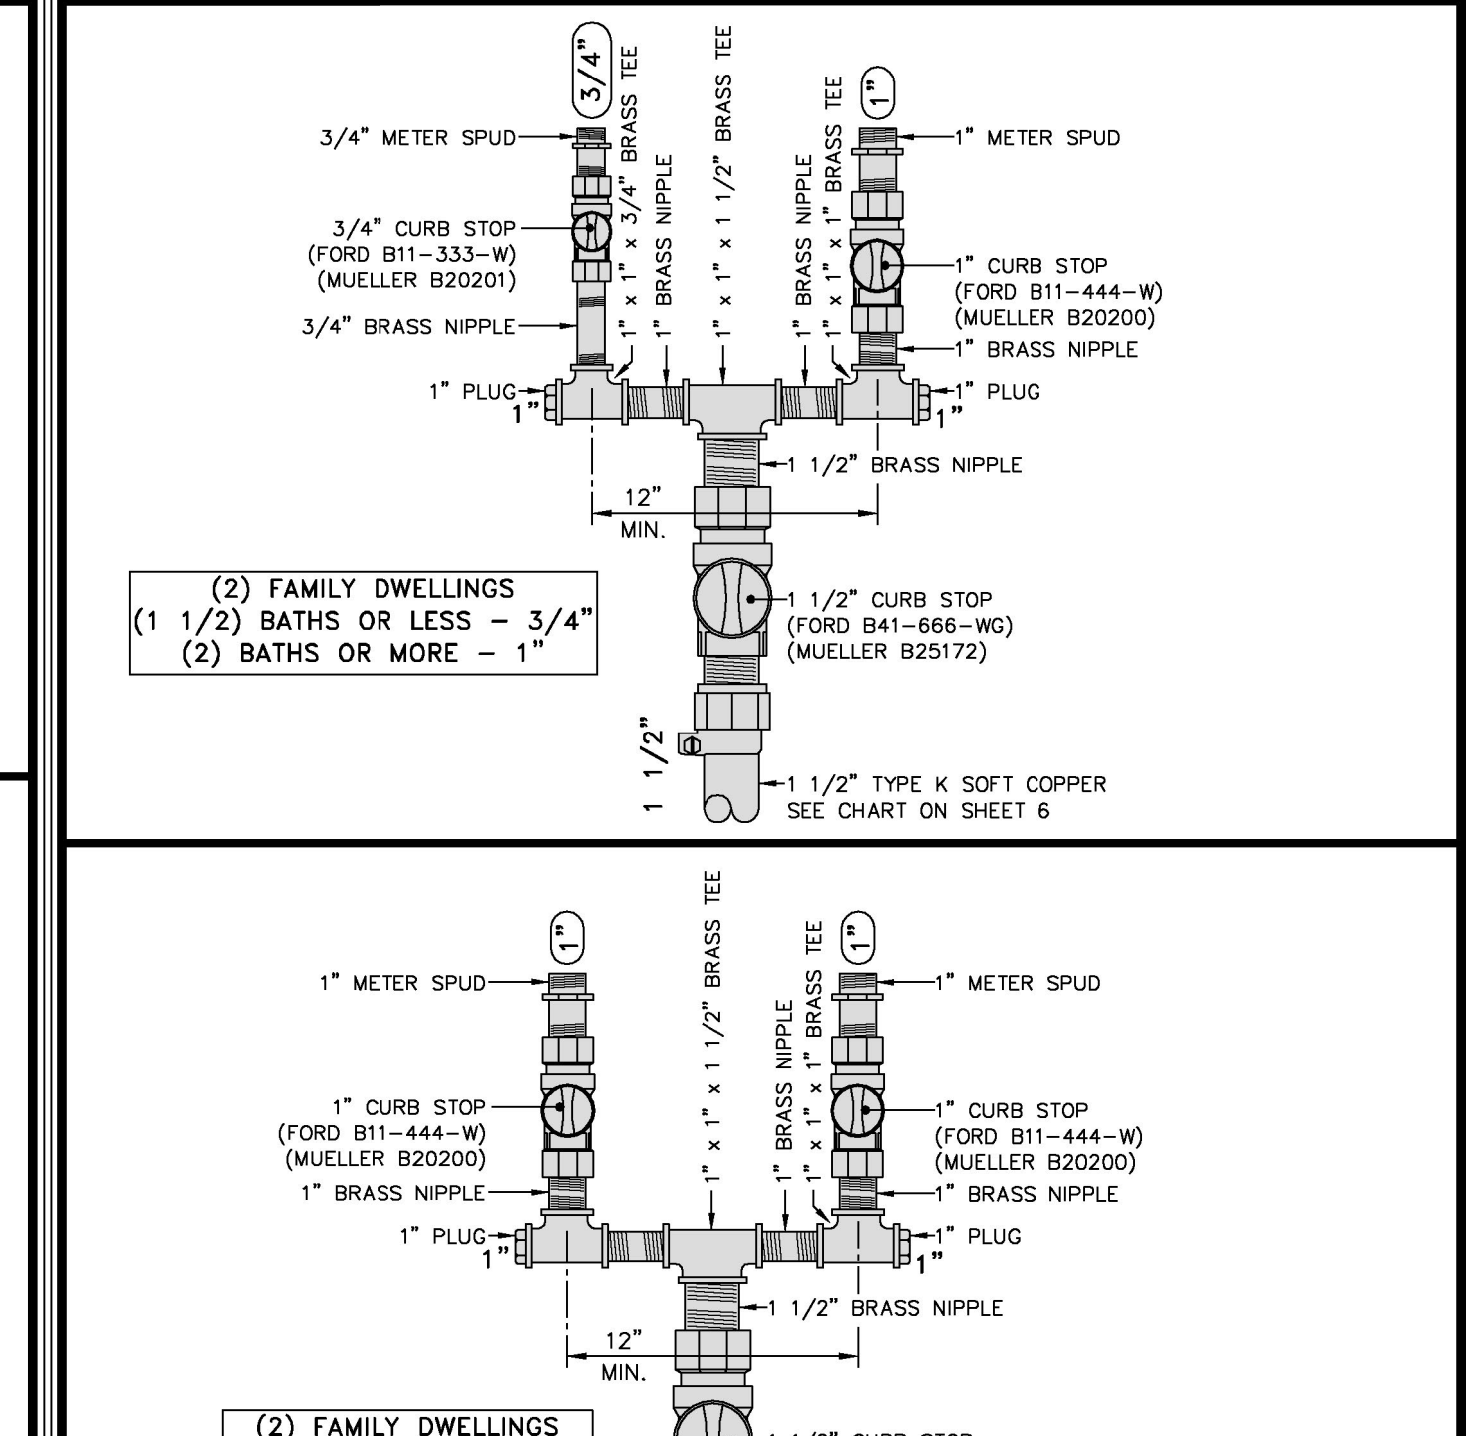 3/4"
1" x 1" x 3/4" BRASS TEE
1" BRASS NIPPLE
1" x 1" x 1 1/2" BRASS TEE
1" BRASS NIPPLE
1" x 1" x 1" BRASS TEE
1"
3/4" METER SPUD
1" METER SPUD
3/4" CURB STOP
(FORD B11-333-W)
(MUELLER B20201)
1" CURB STOP
(FORD B11-444-W)
(MUELLER B20200)
3/4" BRASS NIPPLE
1" BRASS NIPPLE
1" PLUG
1"
1" PLUG
1"
1 1/2" BRASS NIPPLE
12"
MIN.
(2) FAMILY DWELLINGS
(1 1/2) BATHS OR LESS - 3/4"
(2) BATHS OR MORE - 1"
1 1/2" CURB STOP
(FORD B41-666-WG)
(MUELLER B25172)
1 1/2"
1 1/2" TYPE K SOFT COPPER
SEE CHART ON SHEET 6
1"
1" x 1" x 1 1/2" BRASS TEE
1" BRASS NIPPLE
1" x 1" x 1" BRASS TEE
1"
1" METER SPUD
1" METER SPUD
1" CURB STOP
(FORD B11-444-W)
(MUELLER B20200)
1" CURB STOP
(FORD B11-444-W)
(MUELLER B20200)
1" BRASS NIPPLE
1" BRASS NIPPLE
1" PLUG
1"
1" PLUG
1"
1 1/2" BRASS NIPPLE
12"
MIN.
(2) FAMILY DWELLINGS
1 1/2" CURB STOP